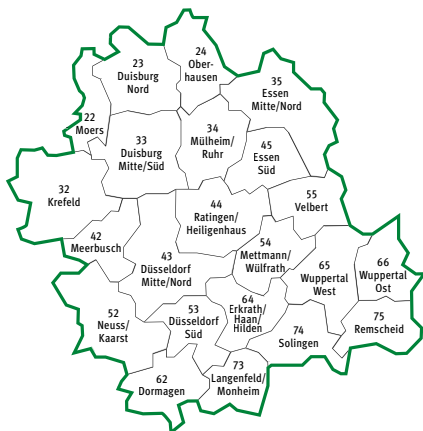 24
Ober-
hausen
23
Duisburg
Nord
35
Essen
Mitte/Nord
22
Moers
33
Duisburg
Mitte/Süd
34
Mülheim/
Ruhr
45
Essen
Süd
32
Krefeld
44
Ratingen/
Heiligenhaus
55
Velbert
42
Meerbusch
43
Düsseldorf
Mitte/Nord
54
Mettmann/
Wülfrath
65
Wuppertal
West
66
Wuppertal
Ost
52
Neuss/
Kaarst
53
Düsseldorf
Süd
64
Erkrath/
Haan/
Hilden
74
Solingen
75
Remscheid
62
Dormagen
73
Langenfeld/
Monheim